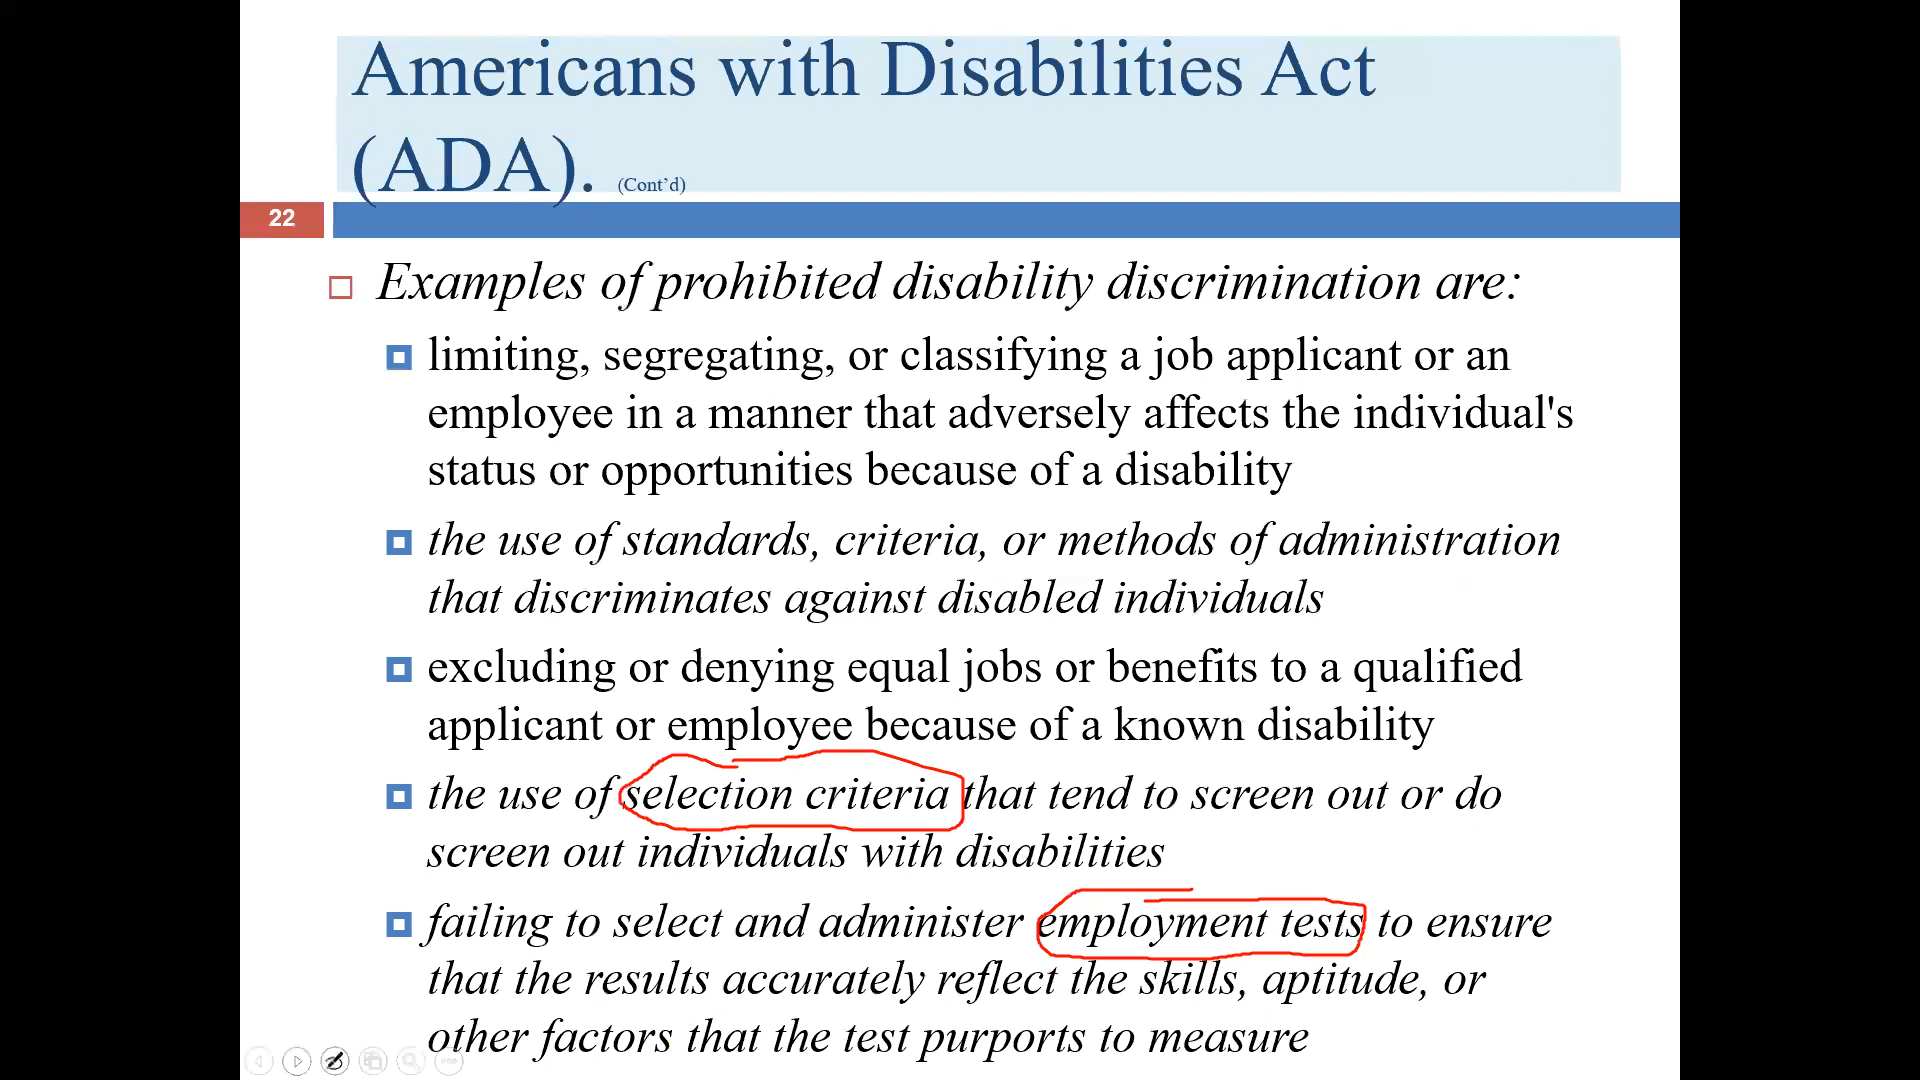 Americans with Disabilities Act
(ADA). (Cont’d)
22
Examples of prohibited disability discrimination are:
limiting, segregating, or classifying a job applicant or an
employee in a manner that adversely affects the individual's
status or opportunities because of a disability
the use of standards, criteria, or methods of administration
that discriminates against disabled individuals
excluding or denying equal jobs or benefits to a qualified
applicant or employee because of a known disability
the use of selection criteria that tend to screen out or do
screen out individuals with disabilities
failing to select and administer employment tests to ensure
that the results accurately reflect the skills, aptitude, or
other factors that the test purports to measure